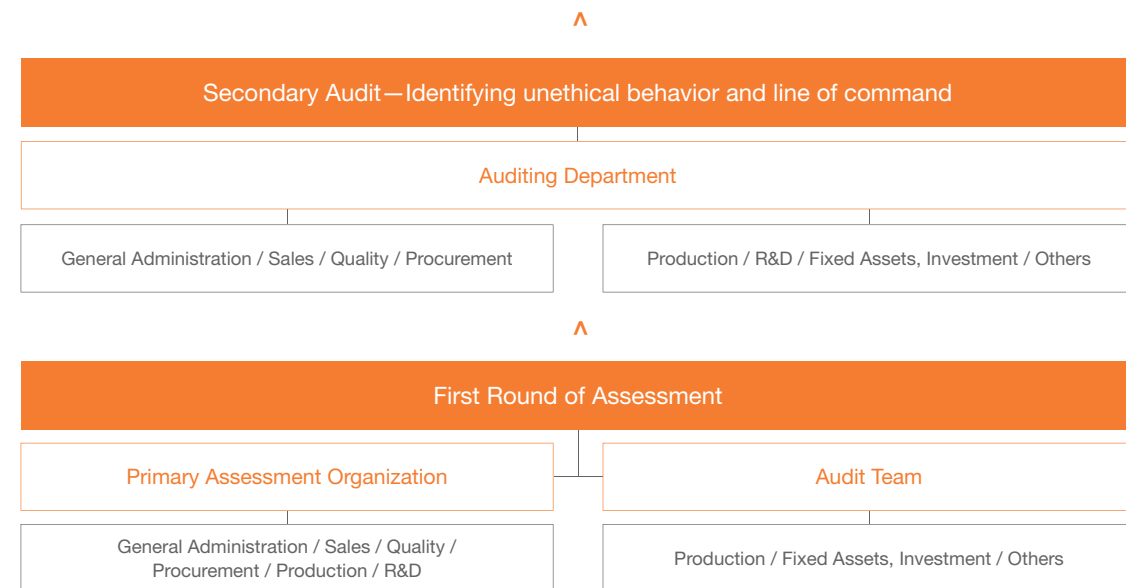 Secondary Audit—Identifying unethical behavior and line of command
Auditing Department
General Administration / Sales / Quality / Procurement
Production / R&D / Fixed Assets, Investment / Others
First Round of Assessment
Primary Assessment Organization
Audit Team
General Administration / Sales / Quality /
Procurement / Production / R&D
Production / Fixed Assets, Investment / Others